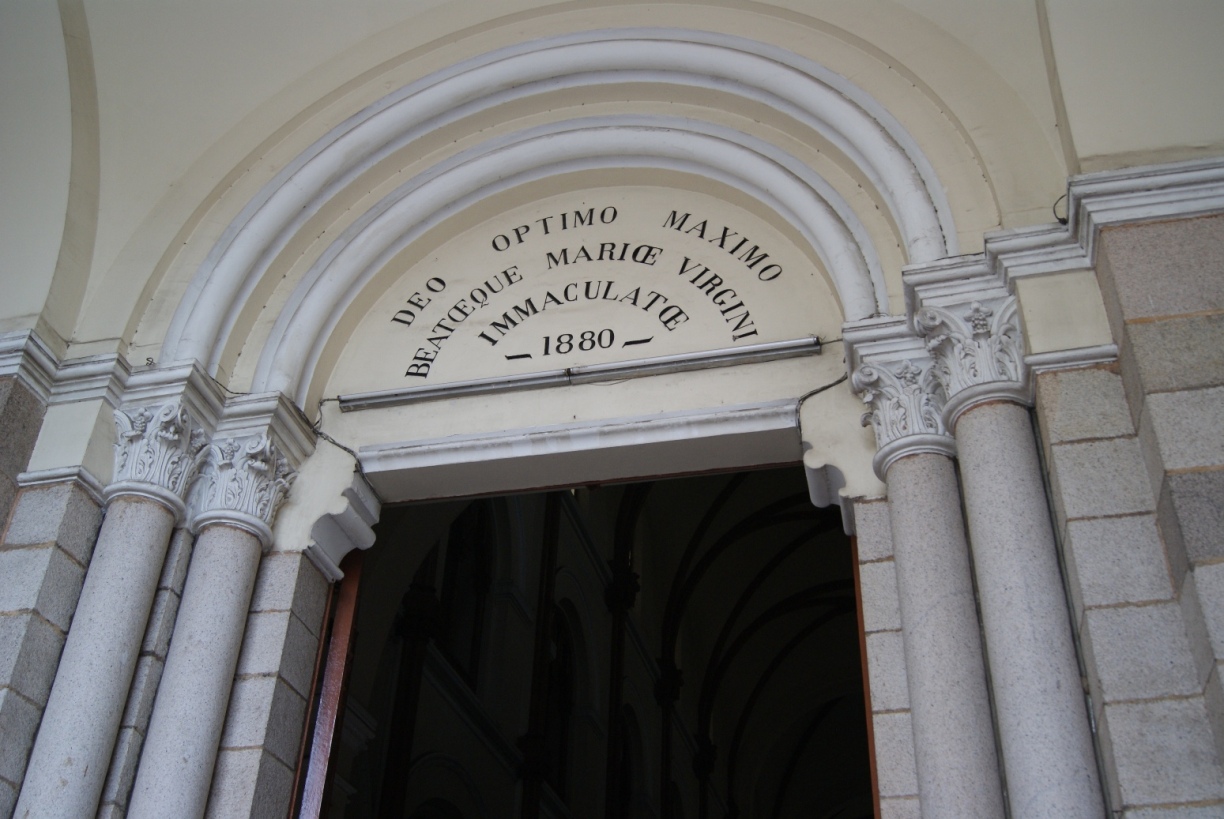 DEO OPTIMO MAXIMO
BEATŒQUE MARIŒ VIRGINI
IMMACULATŒ
– 1880 –